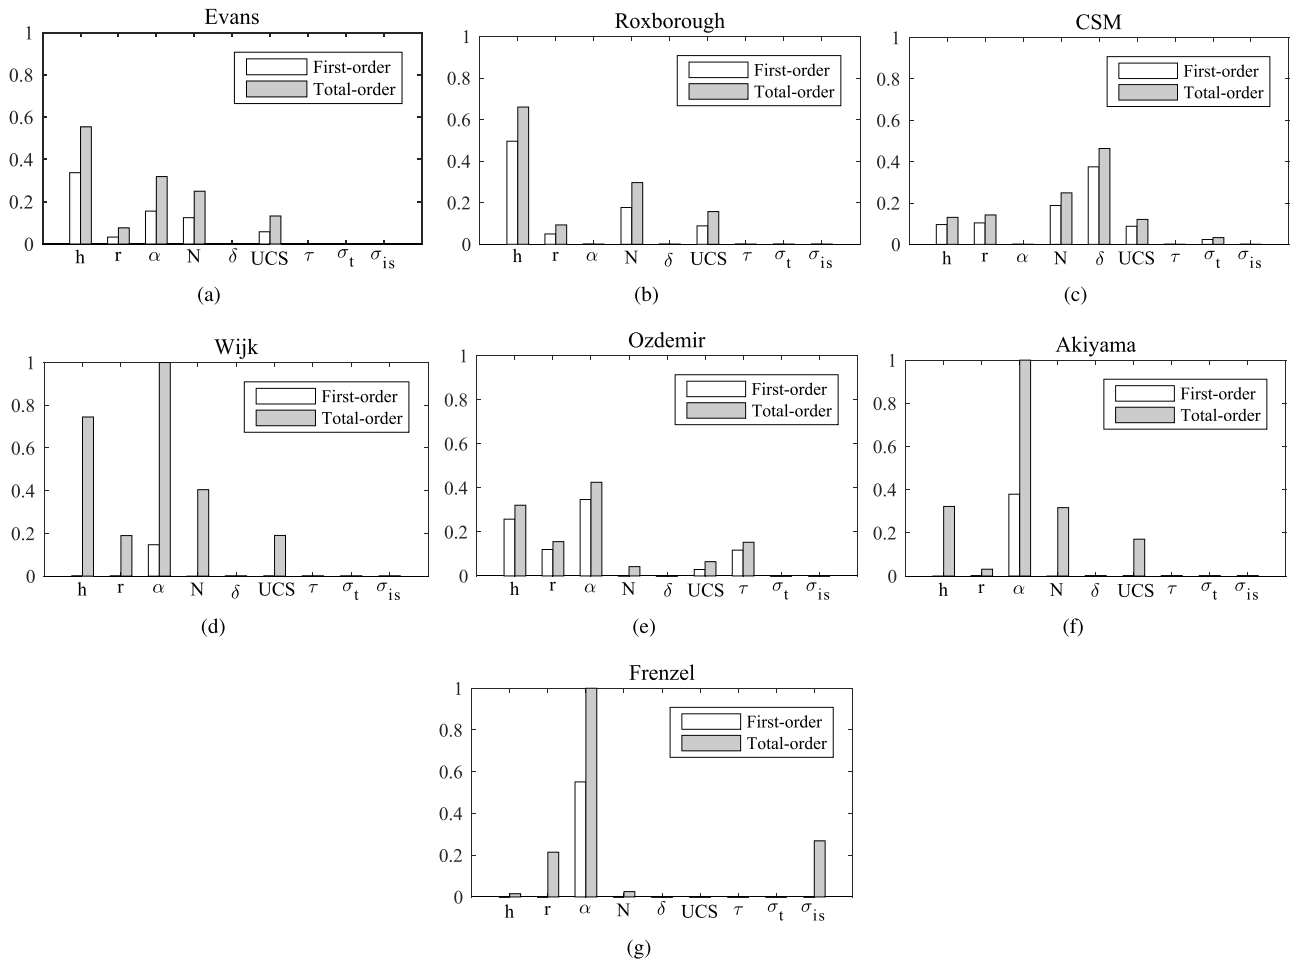 Evans
1
0.8
0.6
0.4
0.2
0
First-order
Total-order
h r α N δ UCS τ σt σis
(a)
Roxborough
1
0.8
0.6
0.4
0.2
0
First-order
Total-order
h r α N δ UCS τ σt σis
(b)
CSM
1
0.8
0.6
0.4
0.2
0
First-order
Total-order
h r α N δ UCS τ σt σis
(c)
Wijk
1
0.8
0.6
0.4
0.2
0
First-order
Total-order
h r α N δ UCS τ σt σis
(d)
Ozdemir
1
0.8
0.6
0.4
0.2
0
First-order
Total-order
h r α N δ UCS τ σt σis
(e)
Akiyama
1
0.8
0.6
0.4
0.2
0
First-order
Total-order
h r α N δ UCS τ σt σis
(f)
Frenzel
1
0.8
0.6
0.4
0.2
0
First-order
Total-order
h r α N δ UCS τ σt σis
(g)